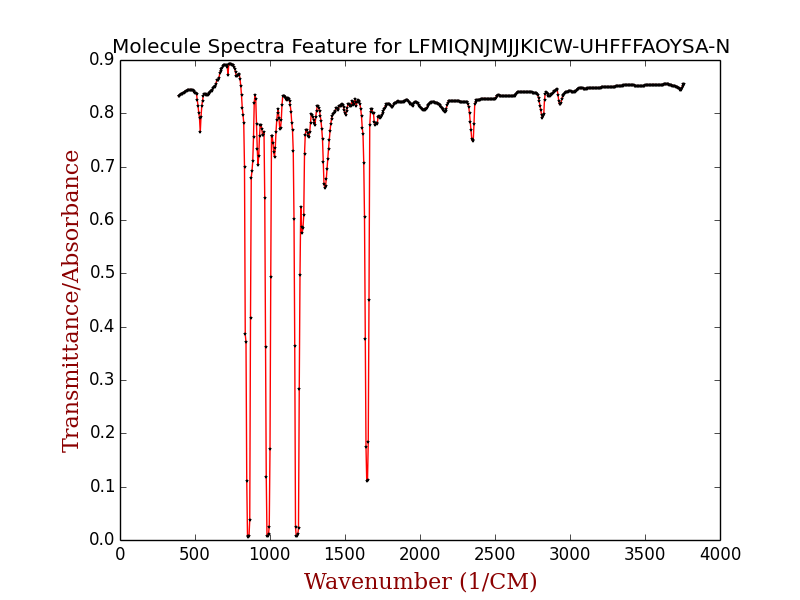 Molecule Spectra Feature for LFMIQNJMJJKICW-UHFFFAOYSA-N
0.9
0.8
0.7
0.6
0.5
0.4
0.3
0.2
0.1
0.0
Transmittance/Absorbance
0 500 1000 1500 2000 2500 3000 3500 4000
Wavenumber (1/CM)